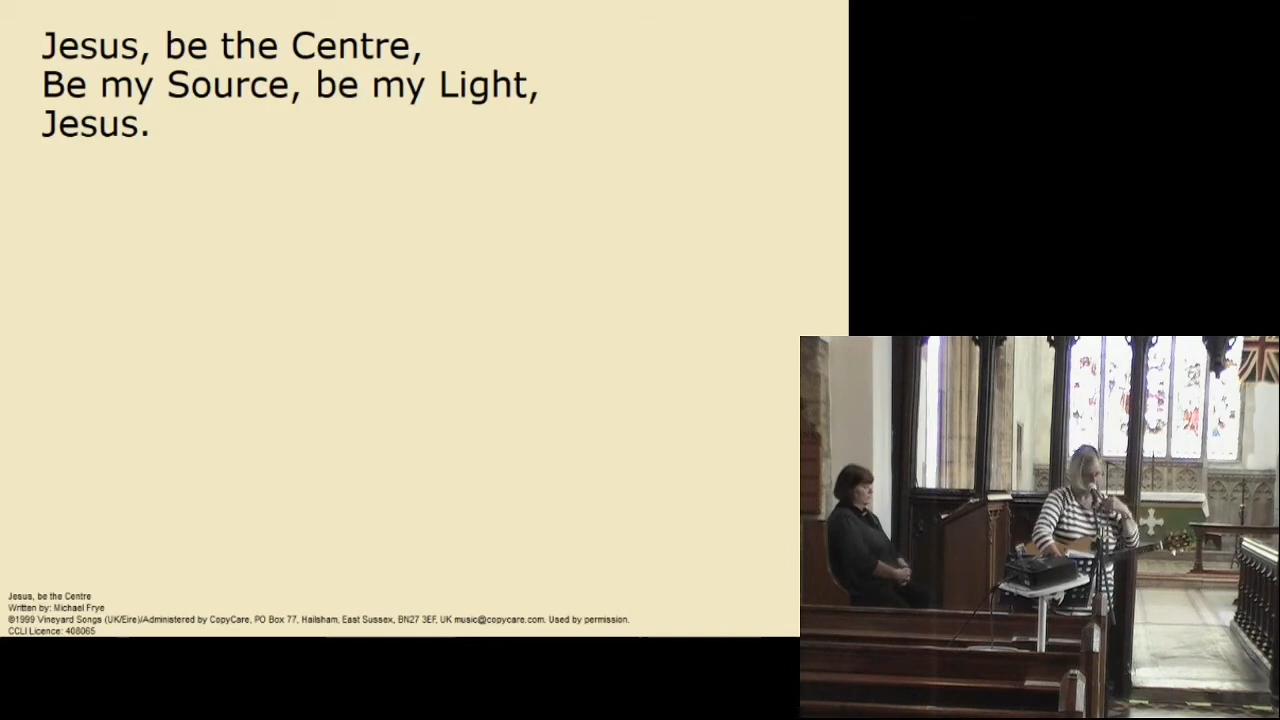 Jesus, be the Centre,
Be my Source, be my Light,
Jesus.
Jesus, be the Centre
Written by: Michael Frye
©1999 Vineyard Songs (UK/Eire)/Administered by CopyCare, PO Box 77, Hailsham, East Sussex, BN27 3EF, UK music@copycare.com. Used by permission.
CCLI Licence: 408065